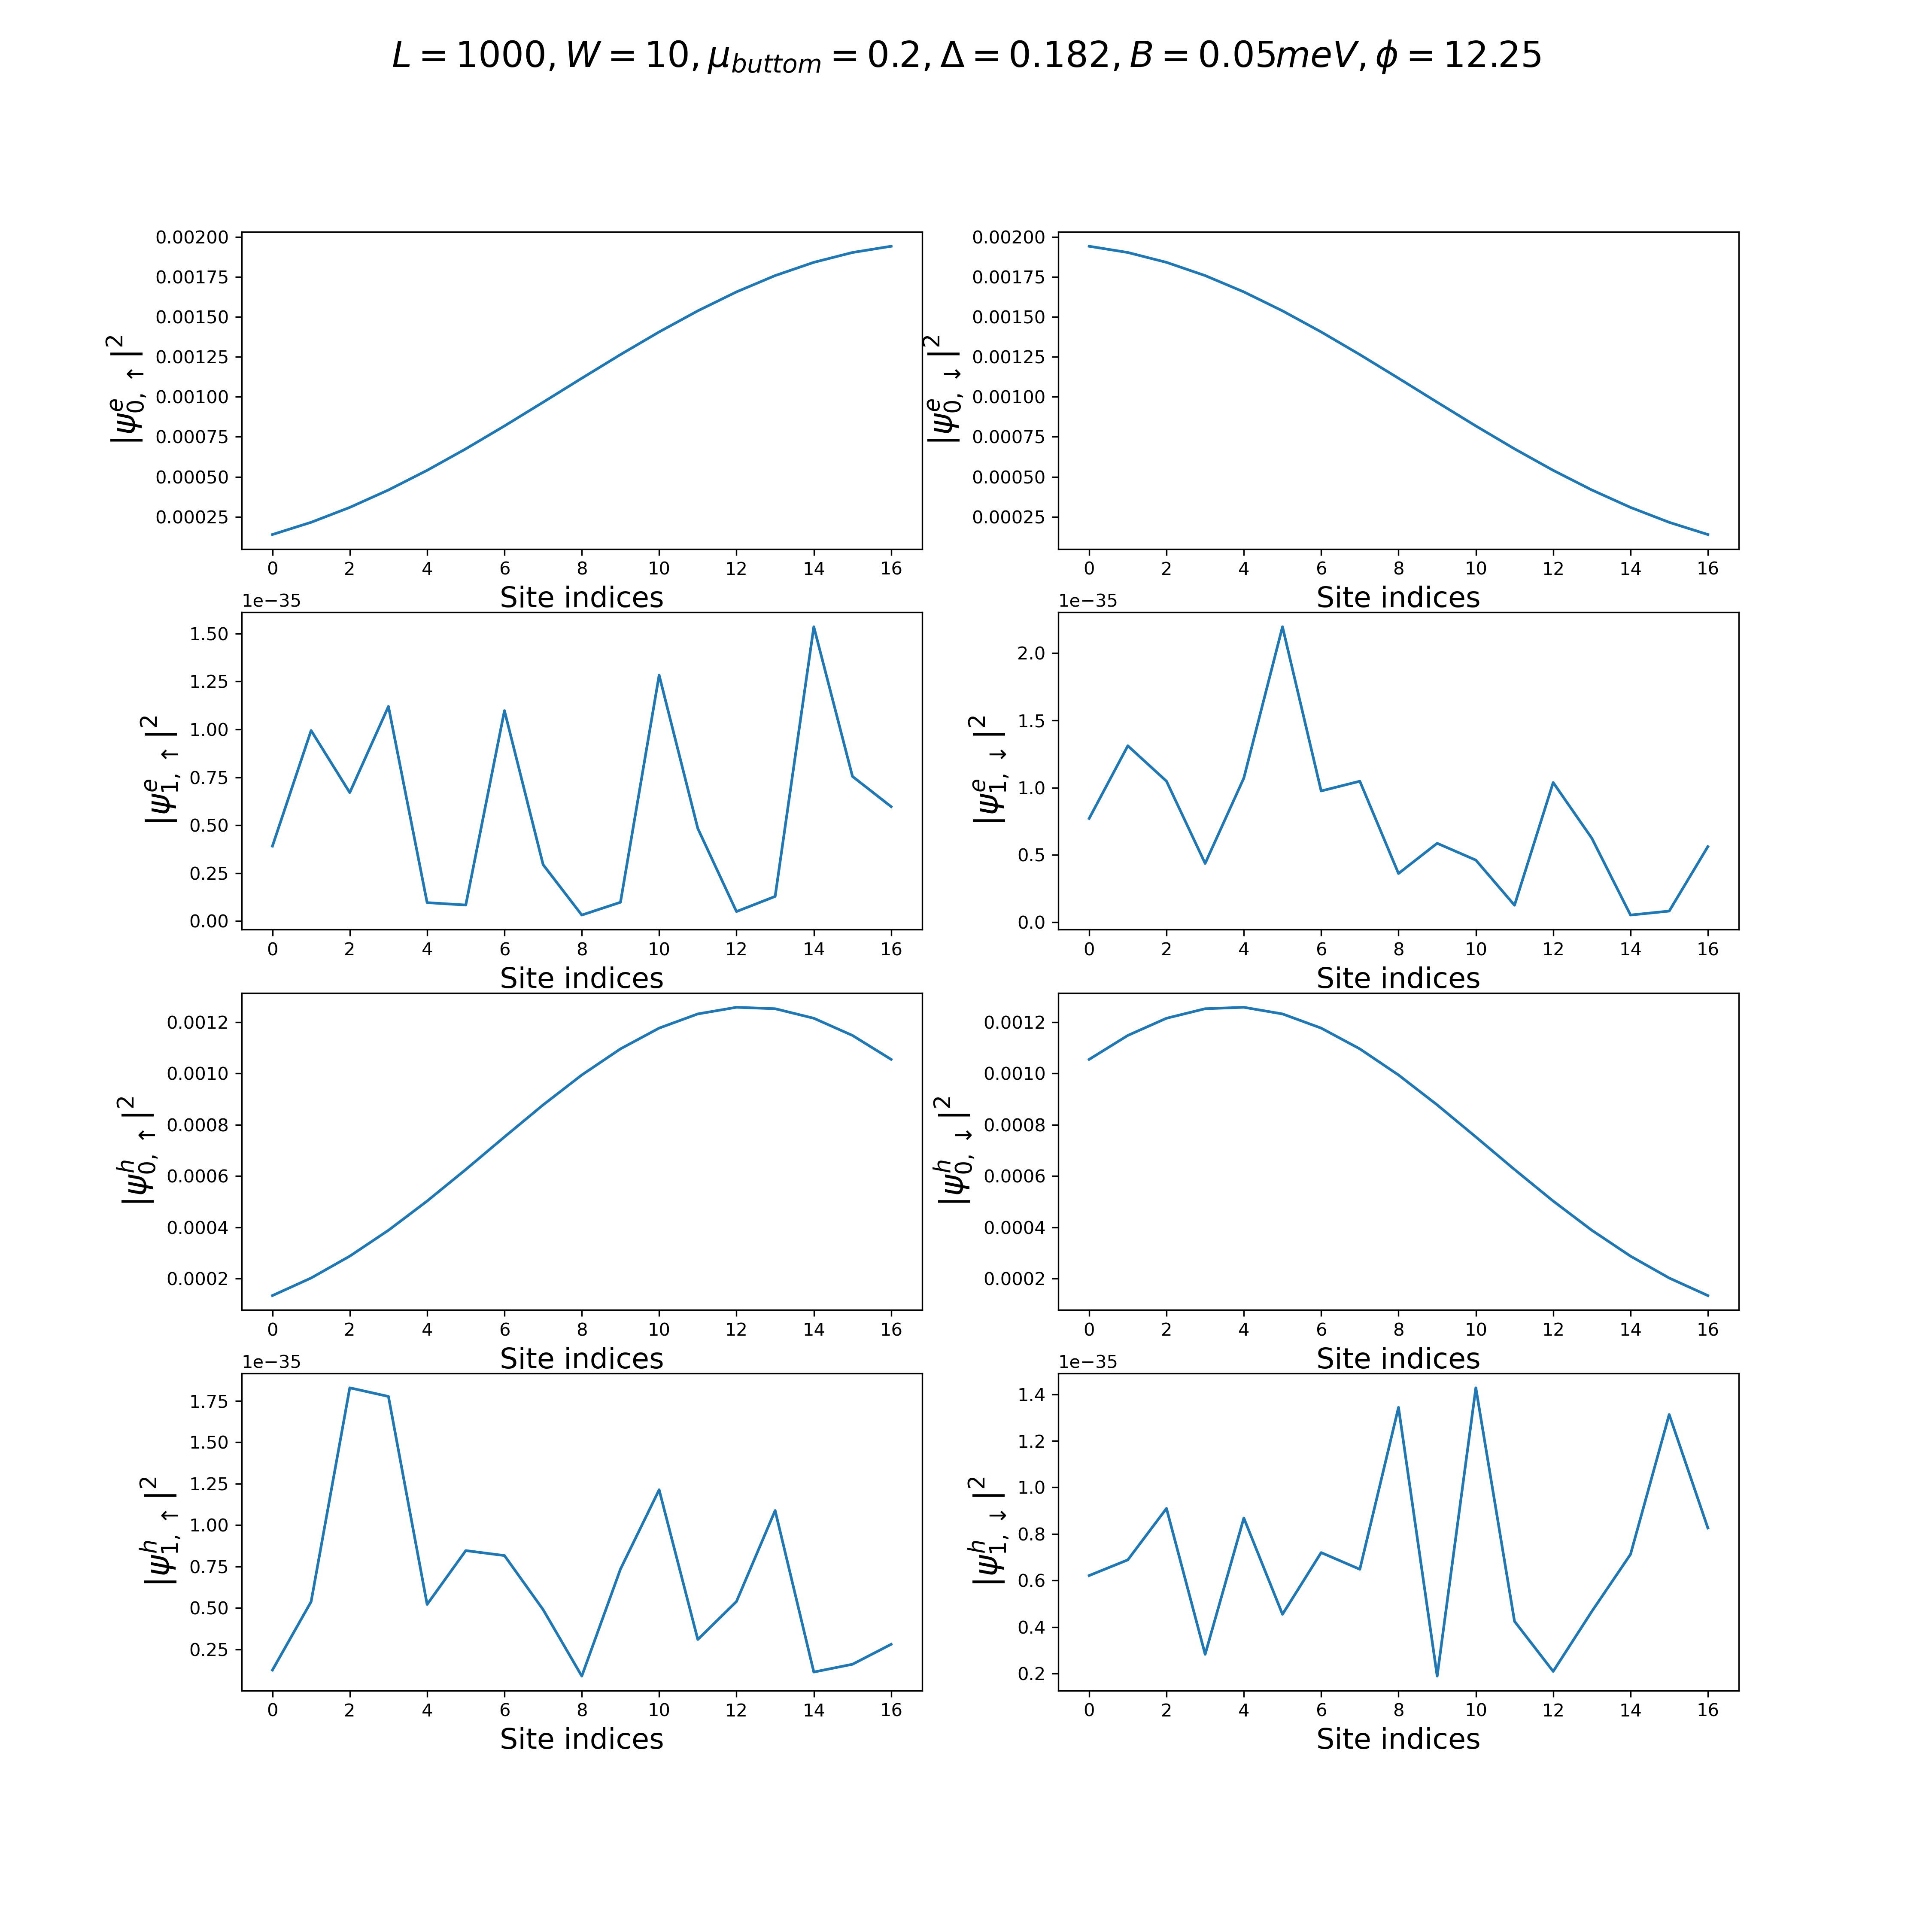 L = 1000, W = 10, μ_buttom = 0.2, Δ = 0.182, B = 0.05meV, ϕ = 12.25
|ψ^e_{0, ↑}|^2
0.00200
0.00175
0.00150
0.00125
0.00100
0.00075
0.00050
0.00025
0 2 4 6 8 10 12 14 16
Site indices
|ψ^e_{0, ↓}|^2
0.00200
0.00175
0.00150
0.00125
0.00100
0.00075
0.00050
0.00025
0 2 4 6 8 10 12 14 16
Site indices
1e−35
|ψ^e_{1, ↑}|^2
1.50
1.25
1.00
0.75
0.50
0.25
0.00
0 2 4 6 8 10 12 14 16
Site indices
1e−35
|ψ^e_{1, ↓}|^2
2.0
1.5
1.0
0.5
0.0
0 2 4 6 8 10 12 14 16
Site indices
|ψ^h_{0, ↑}|^2
0.0012
0.0010
0.0008
0.0006
0.0004
0.0002
0 2 4 6 8 10 12 14 16
Site indices
|ψ^h_{0, ↓}|^2
0.0012
0.0010
0.0008
0.0006
0.0004
0.0002
0 2 4 6 8 10 12 14 16
Site indices
1e−35
|ψ^h_{1, ↑}|^2
1.75
1.50
1.25
1.00
0.75
0.50
0.25
0 2 4 6 8 10 12 14 16
Site indices
1e−35
|ψ^h_{1, ↓}|^2
1.4
1.2
1.0
0.8
0.6
0.4
0.2
0 2 4 6 8 10 12 14 16
Site indices